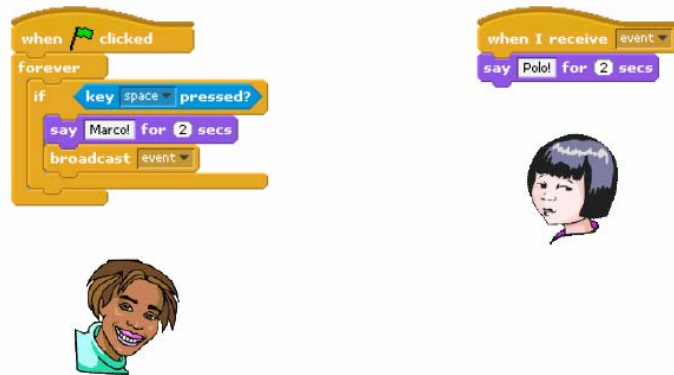 when clicked
forever
if key space pressed?
say Marco! for 2 secs
broadcast event
when I receive event
say Polo! for 2 secs